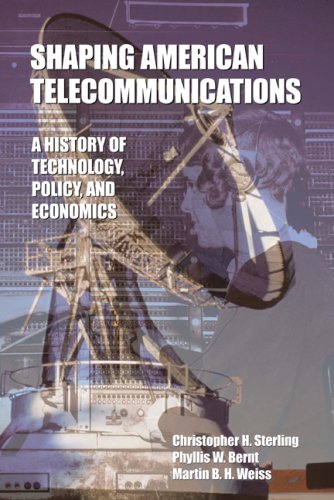 SHAPING AMERICAN
TELECOMMUNICATIONS
A HISTORY OF
TECHNOLOGY,
POLICY, AND
ECONOMICS
Christopher H. Sterling
Phyllis W. Bernt
Martin B. H. Weiss